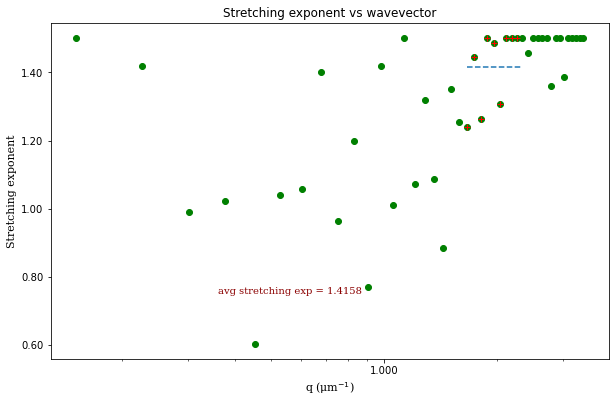 Stretching exponent vs wavevector
Stretching exponent
1.40
1.20
1.00
0.80
0.60
avg stretching exp = 1.4158
1.000
q (μm⁻¹)